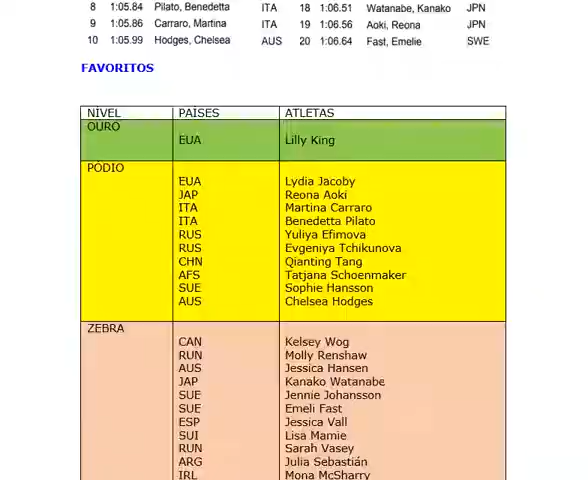 8 1:05.84 Pilato, Benedetta ITA 18 1:06.51 Watanabe, Kanako JPN
9 1:05.86 Carraro, Martina ITA 19 1:06.56 Aoki, Reona JPN
10 1:05.99 Hodges, Chelsea AUS 20 1:06.64 Fast, Emelie SWE
FAVORITOS
NIVEL PAISES ATLETAS
OURO
EUA Lilly King
PÓDIO
EUA Lydia Jacoby
JAP Reona Aoki
ITA Martina Carraro
ITA Benedetta Pilato
RUS Yuliya Efimova
RUS Evgeniya Tchikunova
CHN Qianting Tang
AFS Tatjana Schoenmaker
SUE Sophie Hansson
AUS Chelsea Hodges
ZEBRA
CAN Kelsey Wog
RUN Molly Renshaw
AUS Jessica Hansen
JAP Kanako Watanabe
SUE Jennie Johansson
SUE Emeli Fast
ESP Jessica Vall
SUI Lisa Mamie
RUN Sarah Vasey
ARG Julia Sebastián
IRL Mona McSharry